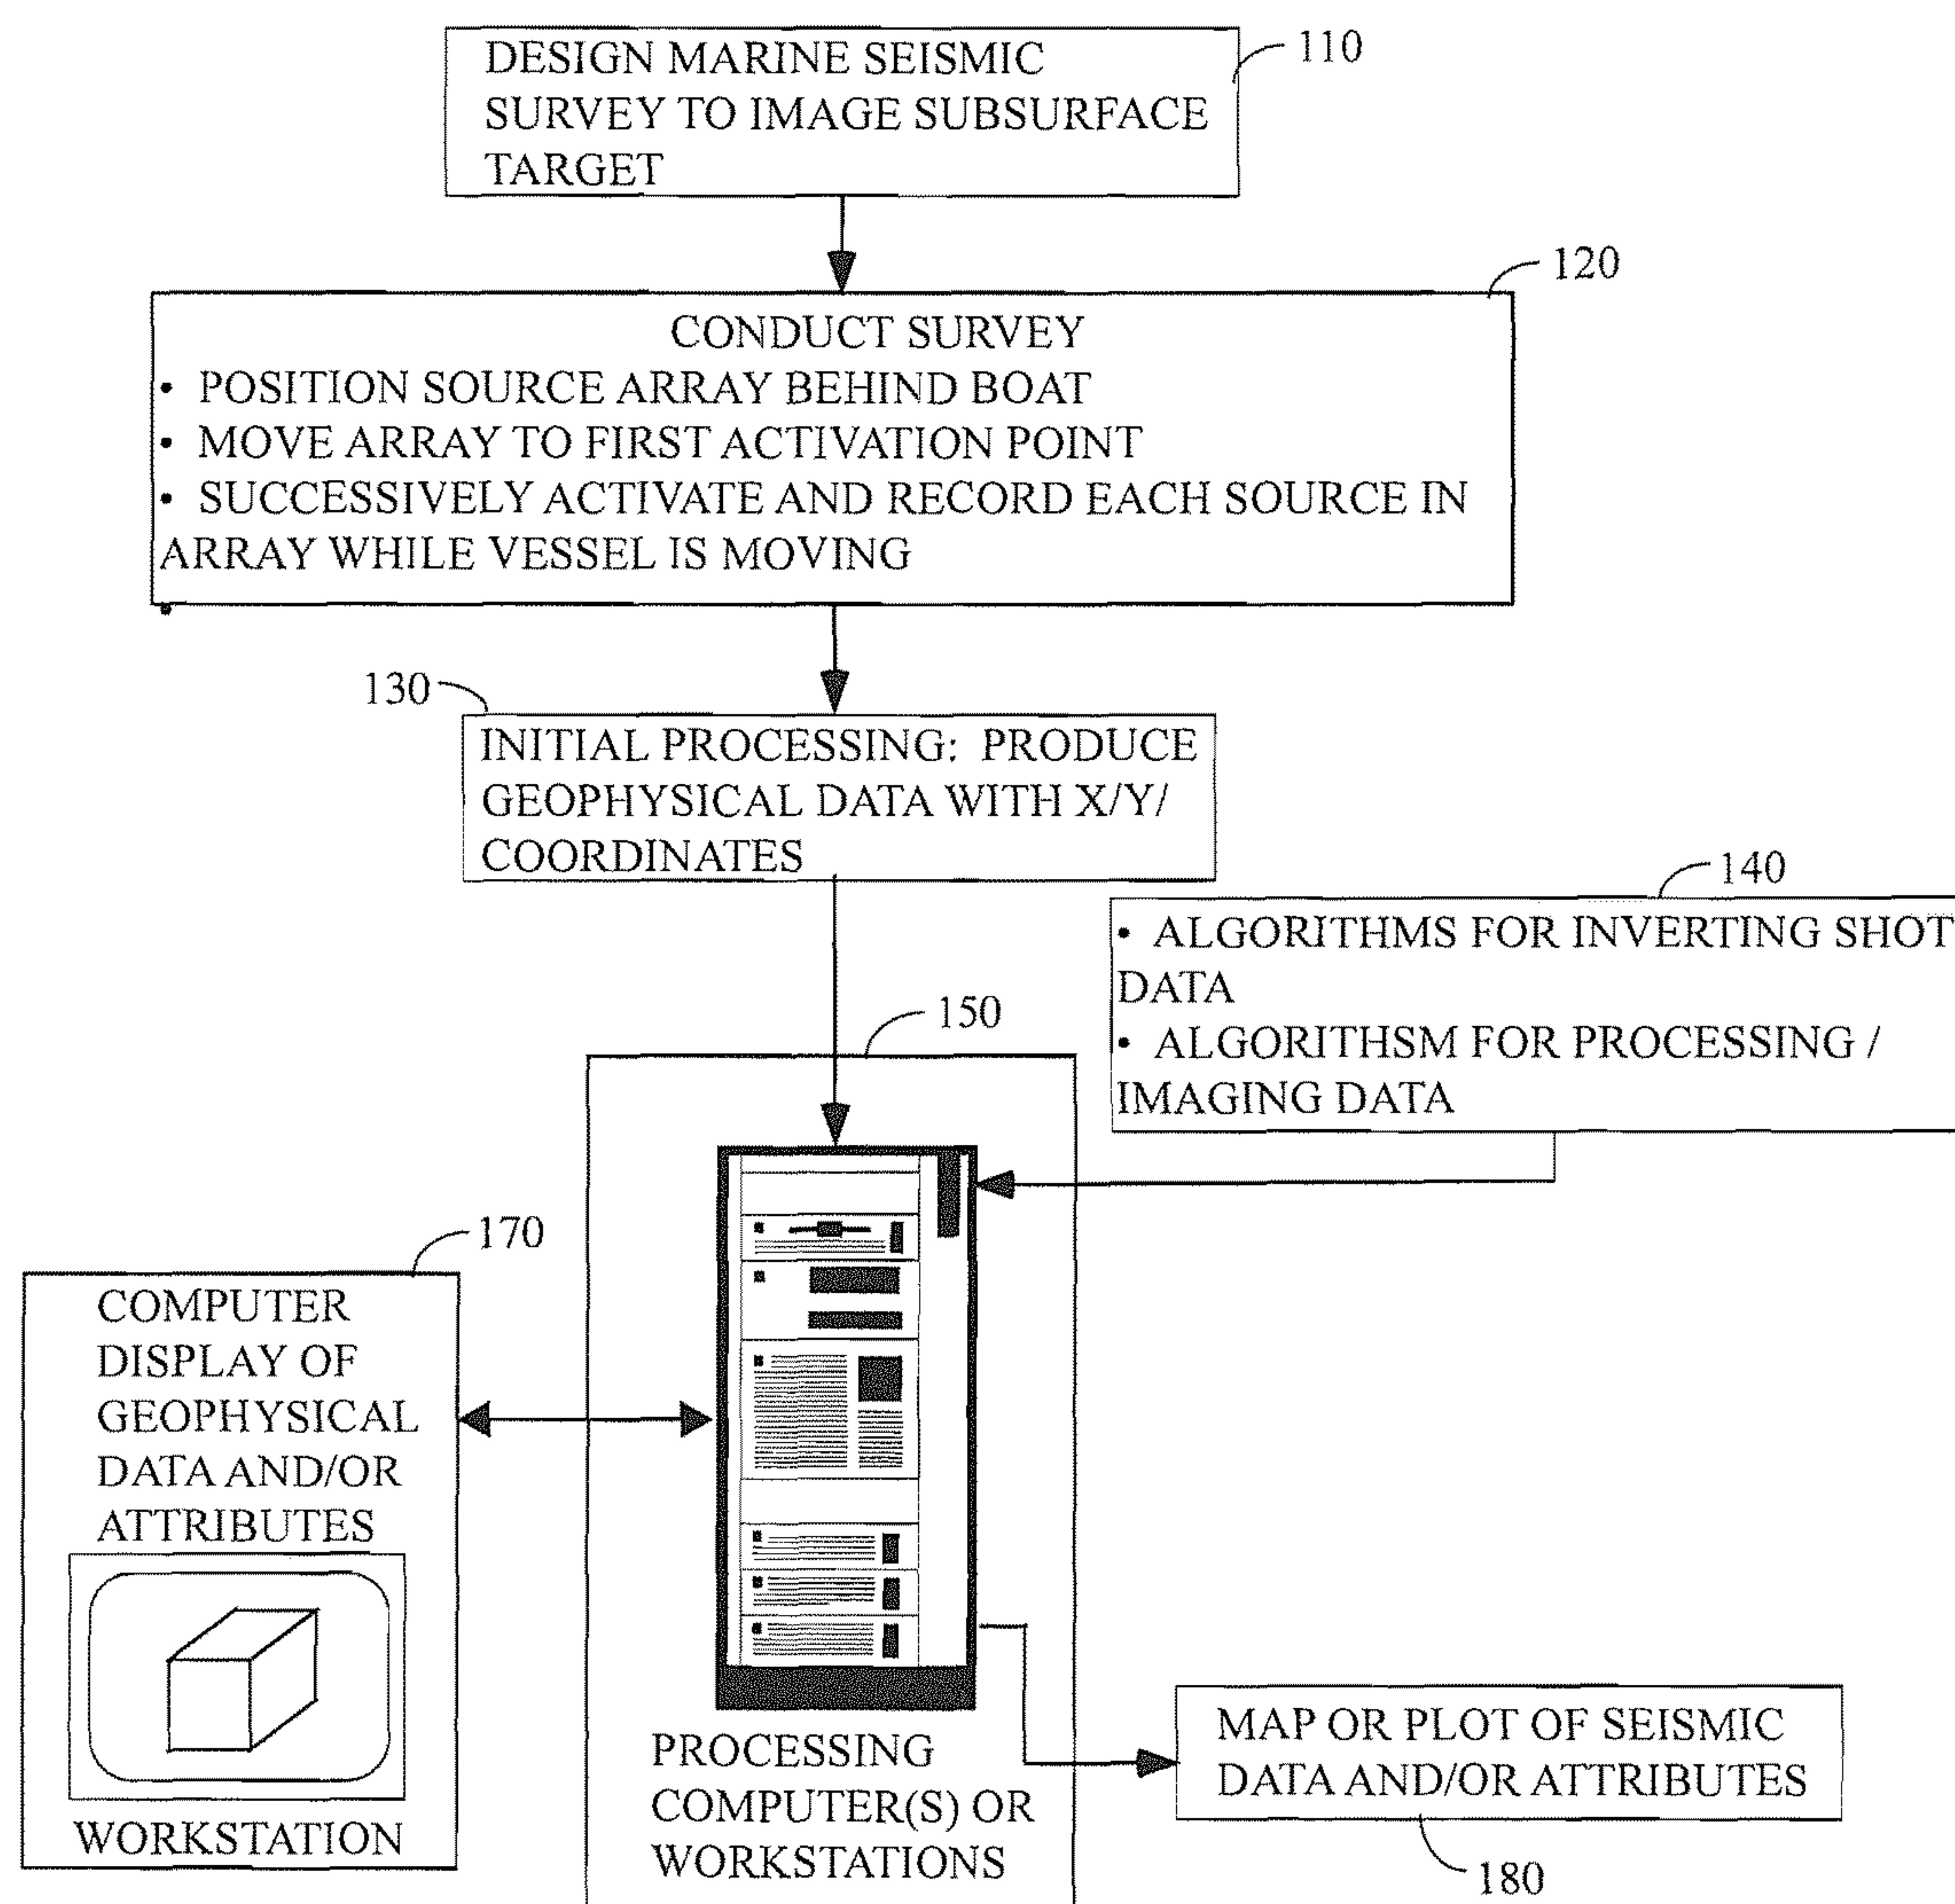 DESIGN MARINE SEISMIC
SURVEY TO IMAGE SUBSURFACE
TARGET
110
120
CONDUCT SURVEY
• POSITION SOURCE ARRAY BEHIND BOAT
• MOVE ARRAY TO FIRST ACTIVATION POINT
• SUCCESSIVELY ACTIVATE AND RECORD EACH SOURCE IN
ARRAY WHILE VESSEL IS MOVING
•
130
INITIAL PROCESSING: PRODUCE
GEOPHYSICAL DATA WITH X/Y/
COORDINATES
140
• ALGORITHMS FOR INVERTING SHOT
DATA
• ALGORITHSM FOR PROCESSING /
IMAGING DATA
150
170
COMPUTER
DISPLAY OF
GEOPHYSICAL
DATA AND/OR
ATTRIBUTES
WORKSTATION
PROCESSING
COMPUTER(S) OR
WORKSTATIONS
MAP OR PLOT OF SEISMIC
DATA AND/OR ATTRIBUTES
180